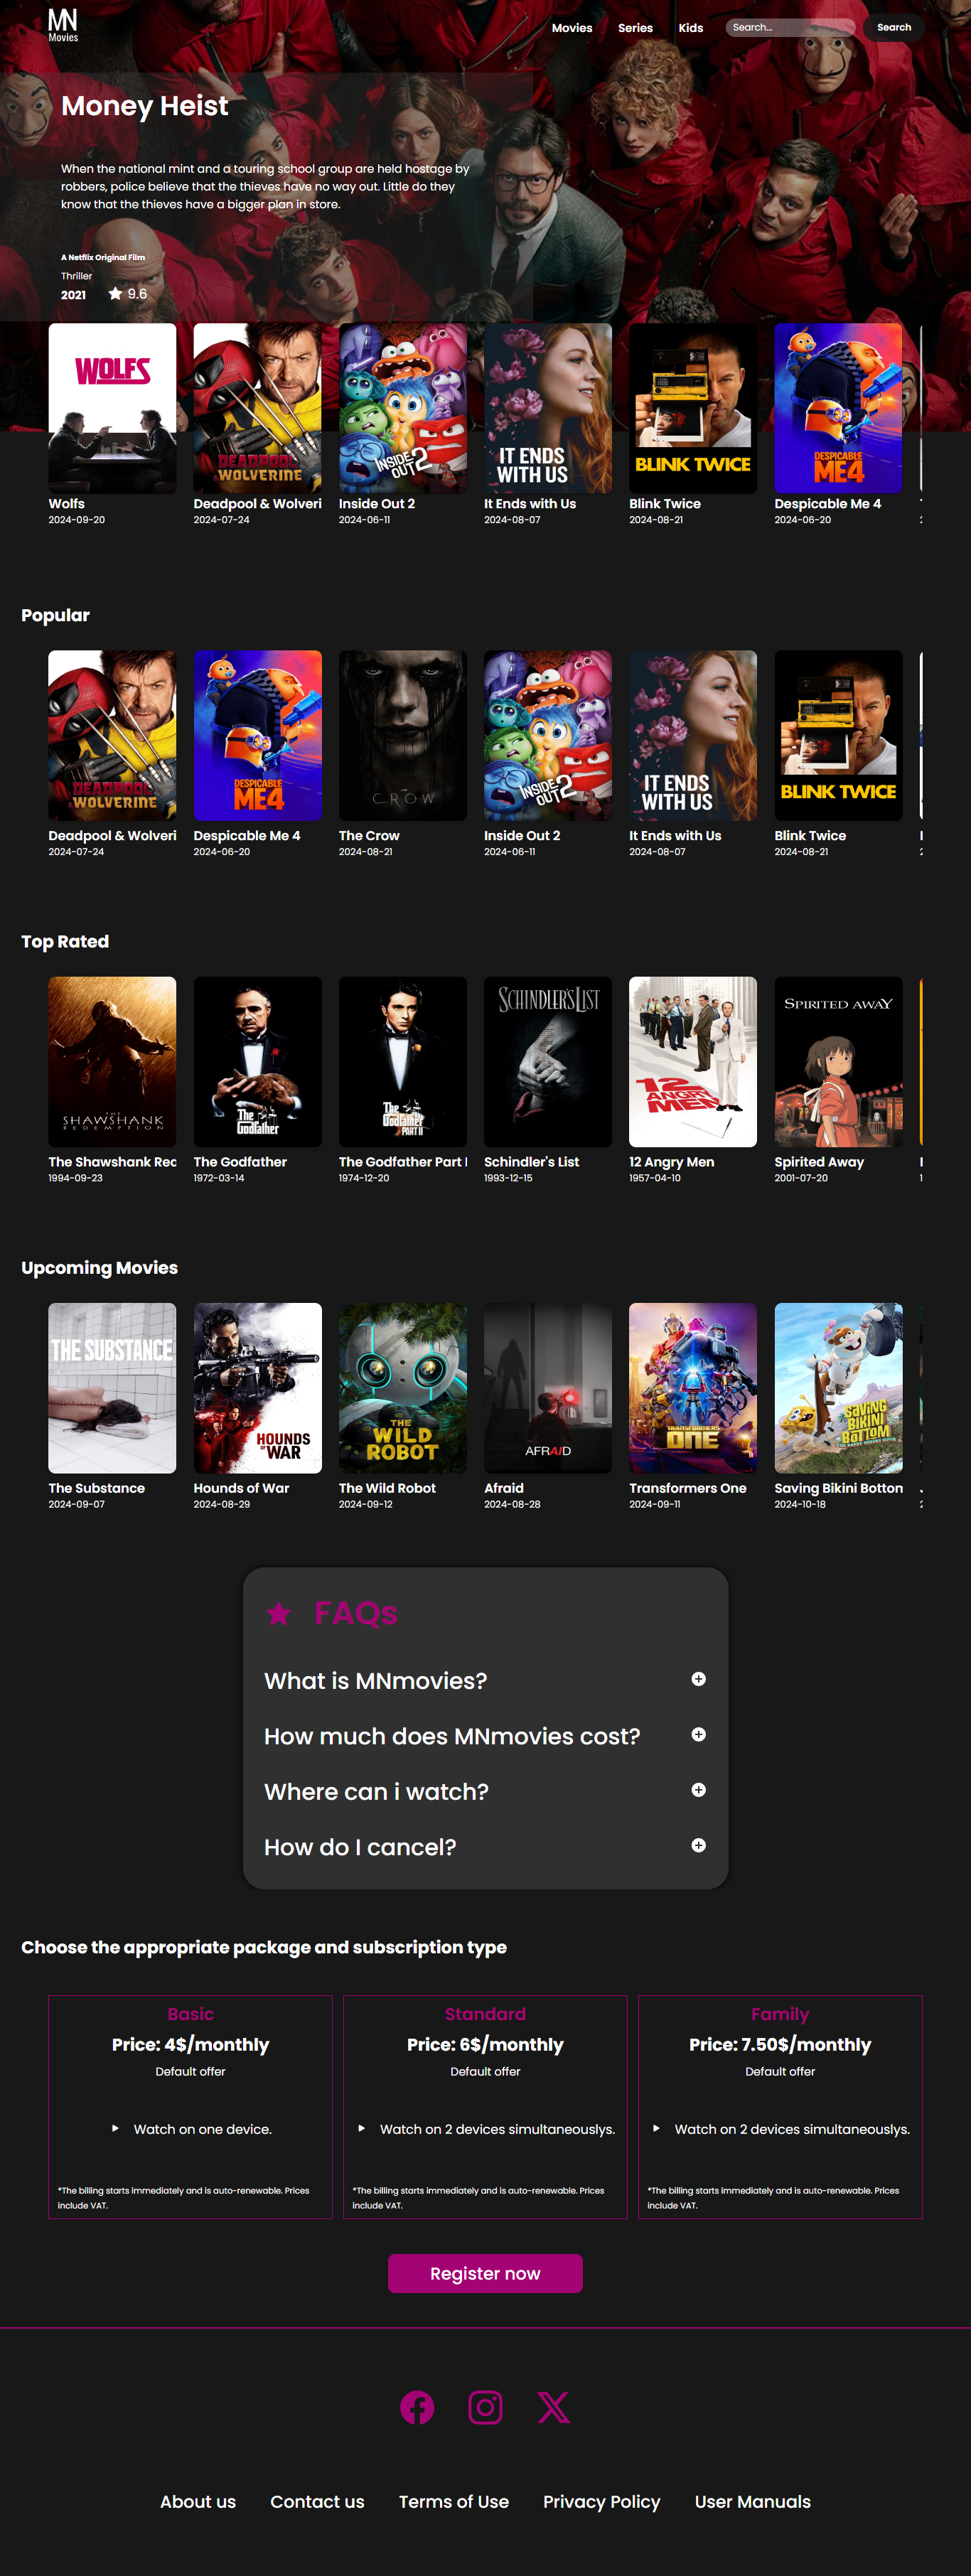 MN
Movies
Movies
Series
Kids
Search...
Search
Money Heist
When the national mint and a touring school group are held hostage by
robbers, police believe that the thieves have no way out. Little do they
know that the thieves have a bigger plan in store.
A Netflix Original Film
Thriller
2021
9.6
WOLFS
DEADPOOL
WOLVERINE
INSIDE
OUT 2
IT ENDS
WITH US
BLINK TWICE
DESPICABLE
ME4
Wolfs
Deadpool & Wolveri
Inside Out 2
It Ends with Us
Blink Twice
Despicable Me 4
2024-09-20
2024-07-24
2024-06-11
2024-08-07
2024-08-21
2024-06-20
Popular
DEADPOOL
WOLVERINE
DESPICABLE
ME4
CROW
INSIDE
OUT 2
IT ENDS
WITH US
BLINK TWICE
Deadpool & Wolveri
Despicable Me 4
The Crow
Inside Out 2
It Ends with Us
Blink Twice
2024-07-24
2024-06-20
2024-08-21
2024-06-11
2024-08-07
2024-08-21
Top Rated
THE
SHAWSHANK
REDEMPTION
The
Godfather
The
Godfather
PART II
SCHINDLER'S LIST
12
ANGRY
MEN
SPIRITED AWAY
The Shawshank Red
The Godfather
The Godfather Part I
Schindler's List
12 Angry Men
Spirited Away
1994-09-23
1972-03-14
1974-12-20
1993-12-15
1957-04-10
2001-07-20
Upcoming Movies
THE SUBSTANCE
HOUNDS
OF WAR
THE
WILD
ROBOT
AFRAID
TRANSFORMERS
ONE
SAVING
BIKINI
BOTTOM
The Substance
Hounds of War
The Wild Robot
Afraid
Transformers One
Saving Bikini Botton
2024-09-07
2024-08-29
2024-09-12
2024-08-28
2024-09-11
2024-10-18
FAQs
What is MNmovies?
How much does MNmovies cost?
Where can i watch?
How do I cancel?
Choose the appropriate package and subscription type
Basic
Price: 4$/monthly
Default offer
Watch on one device.
*The billing starts immediately and is auto-renewable. Prices
include VAT.
Standard
Price: 6$/monthly
Default offer
Watch on 2 devices simultaneouslys.
*The billing starts immediately and is auto-renewable. Prices
include VAT.
Family
Price: 7.50$/monthly
Default offer
Watch on 2 devices simultaneouslys.
*The billing starts immediately and is auto-renewable. Prices
include VAT.
Register now
About us
Contact us
Terms of Use
Privacy Policy
User Manuals